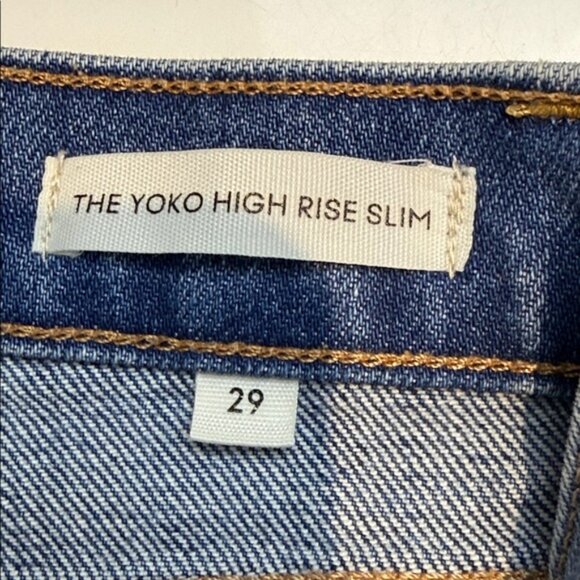 THE YOKO HIGH RISE SLIM
29